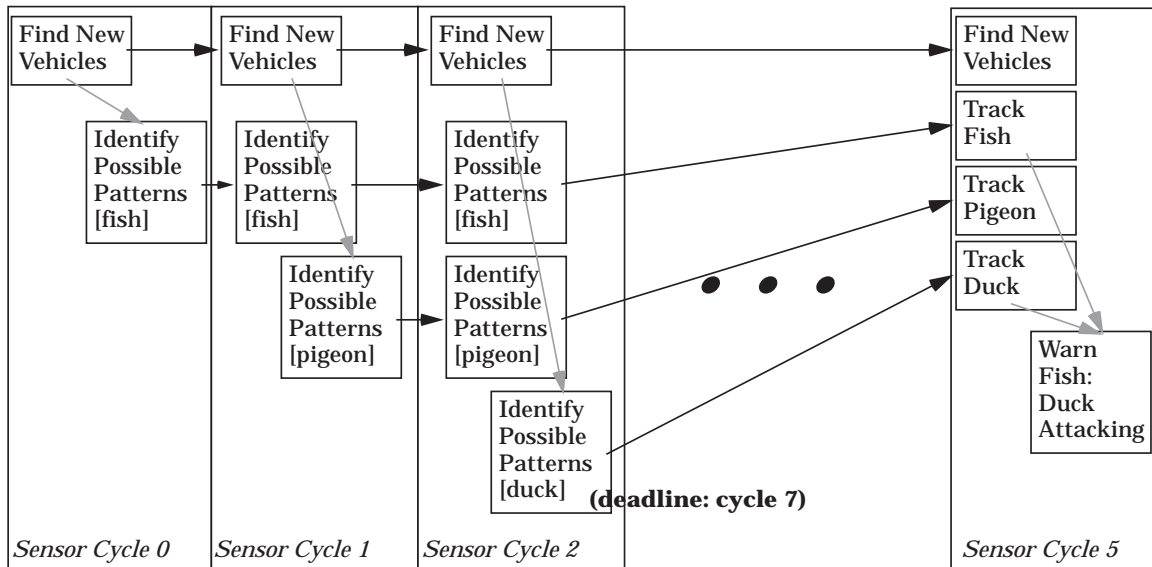 Find New
Vehicles
Identify
Possible
Patterns
[fish]
Sensor Cycle 0
Find New
Vehicles
Identify
Possible
Patterns
[fish]
Identify
Possible
Patterns
[pigeon]
Sensor Cycle 1
Find New
Vehicles
Identify
Possible
Patterns
[fish]
Identify
Possible
Patterns
[pigeon]
Identify
Possible
Patterns
[duck]
(deadline: cycle 7)
Sensor Cycle 2
Find New
Vehicles
Track
Fish
Track
Pigeon
Track
Duck
Warn
Fish:
Duck
Attacking
Sensor Cycle 5